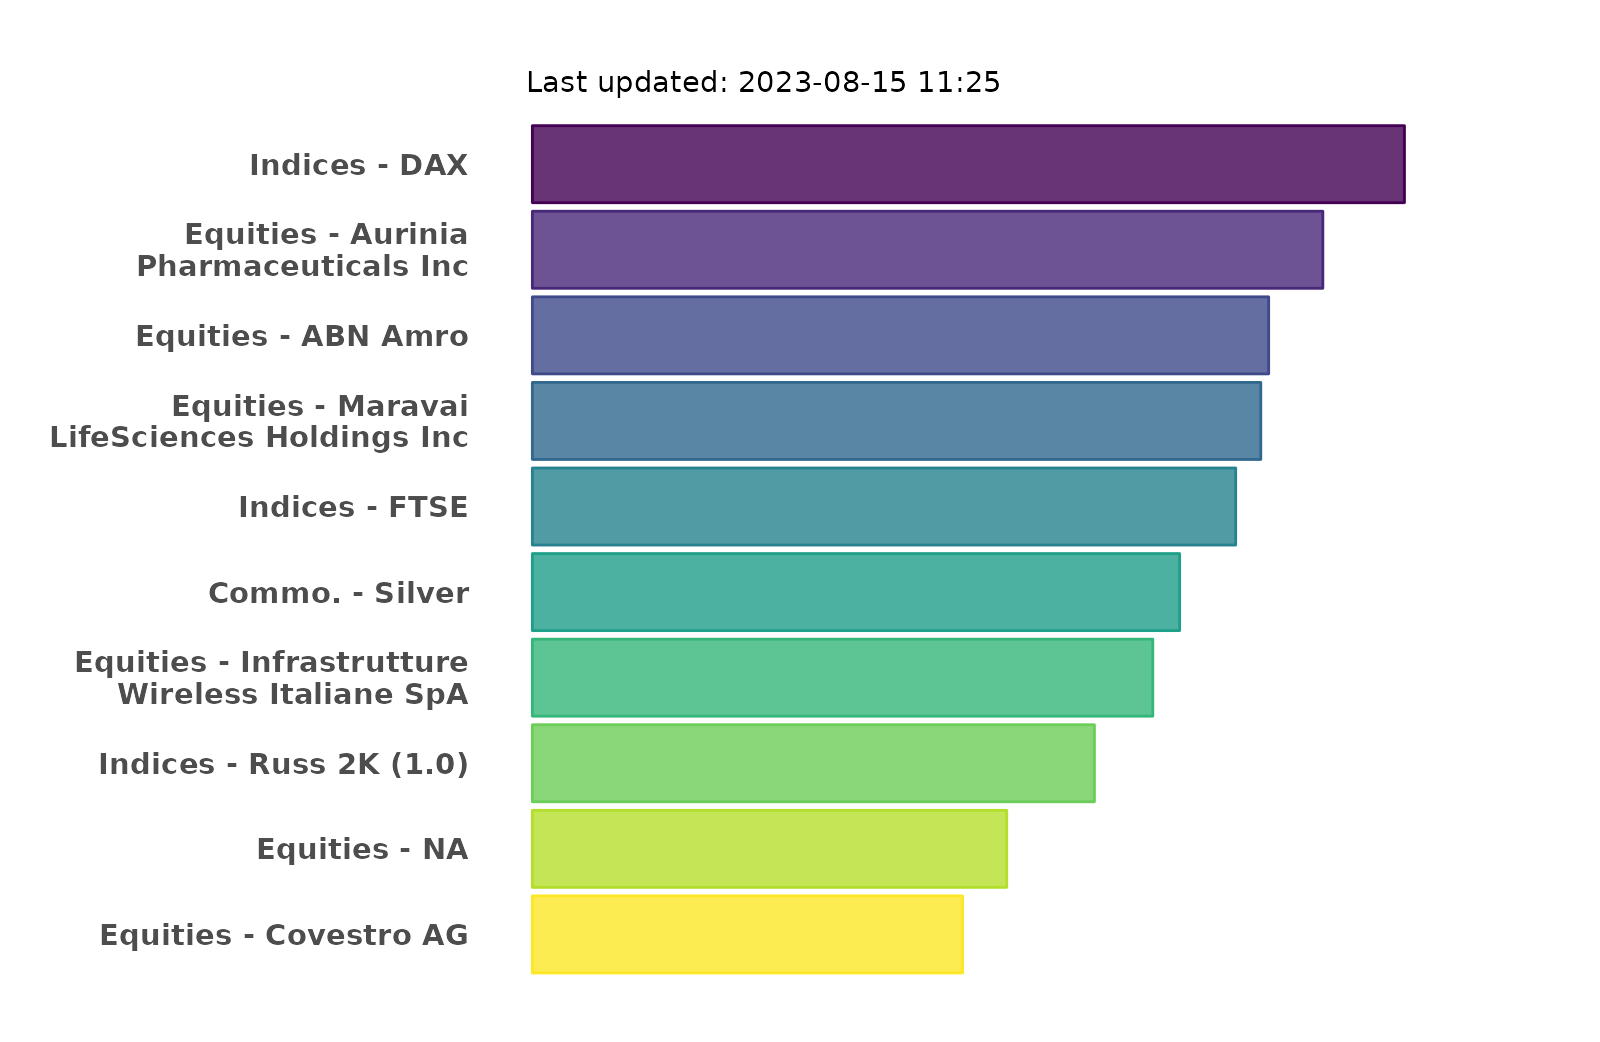 Last updated: 2023-08-15 11:25
Indices - DAX
Equities - Aurinia
Pharmaceuticals Inc
Equities - ABN Amro
Equities - Maravai
LifeSciences Holdings Inc
Indices - FTSE
Commo. - Silver
Equities - Infrastrutture
Wireless Italiane SpA
Indices - Russ 2K (1.0)
Equities - NA
Equities - Covestro AG